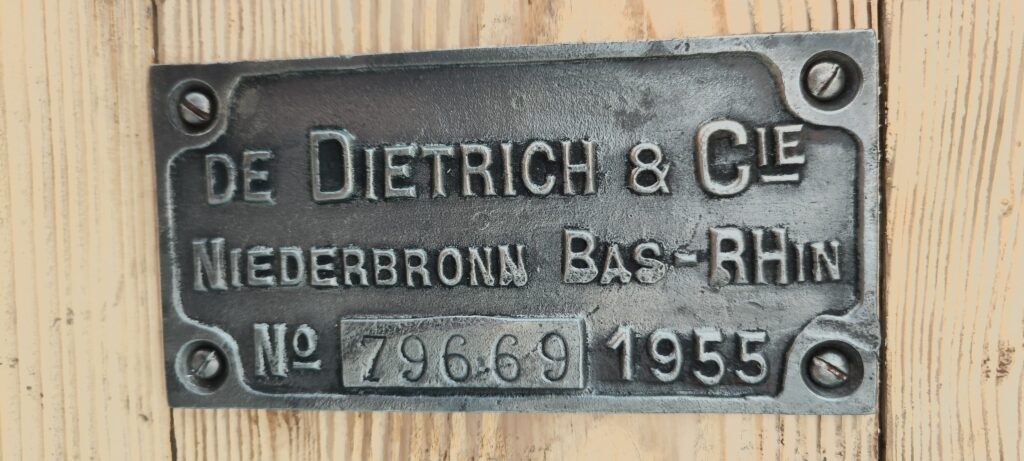 DE DIETRICH & CIE
NIEDERBRONN BAS-RHIN
Nº 79669 1955